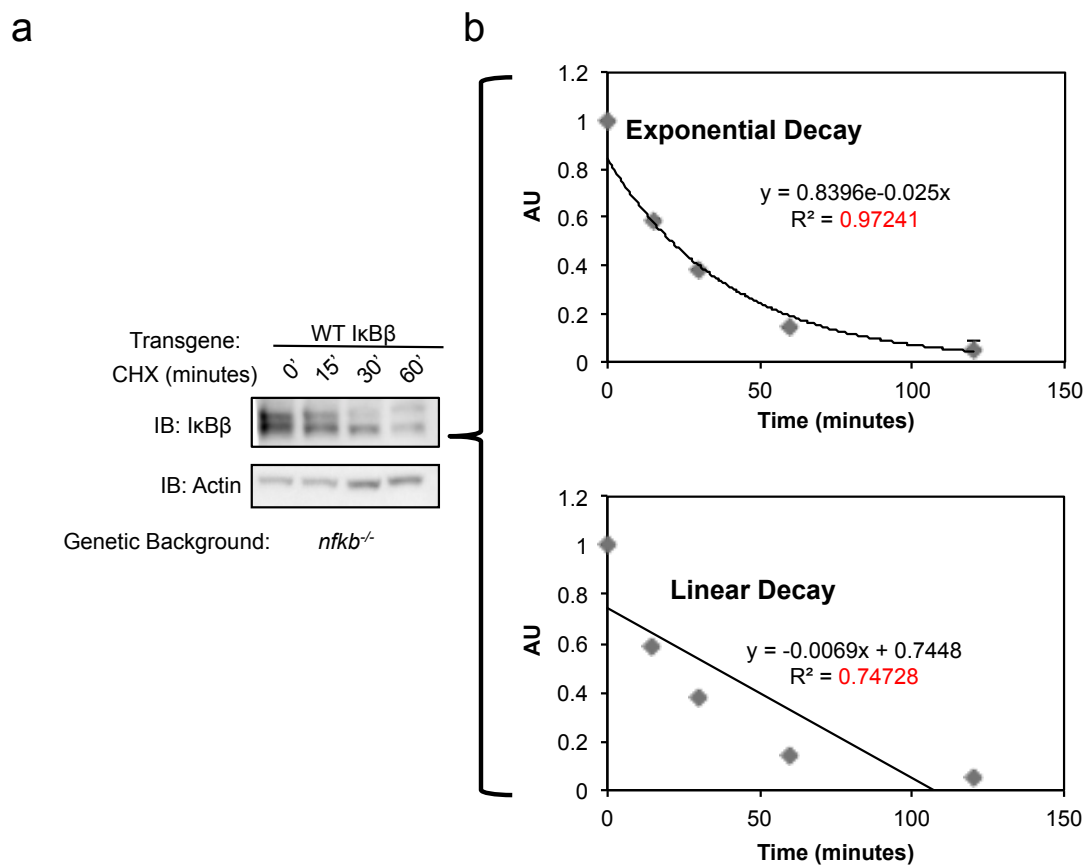 a
Transgene:
WT IκBβ
CHX (minutes)
0'
15'
30'
60'
IB: IκBβ
IB: Actin
Genetic Background:
nfkb-/-
b
1.2
1
0.8
0.6
0.4
0.2
0
AU
Exponential Decay
y = 0.8396e-0.025x
R² = 0.97241
0
50
100
150
Time (minutes)
1.2
1
0.8
0.6
0.4
0.2
0
AU
Linear Decay
y = -0.0069x + 0.7448
R² = 0.74728
0
50
100
150
Time (minutes)